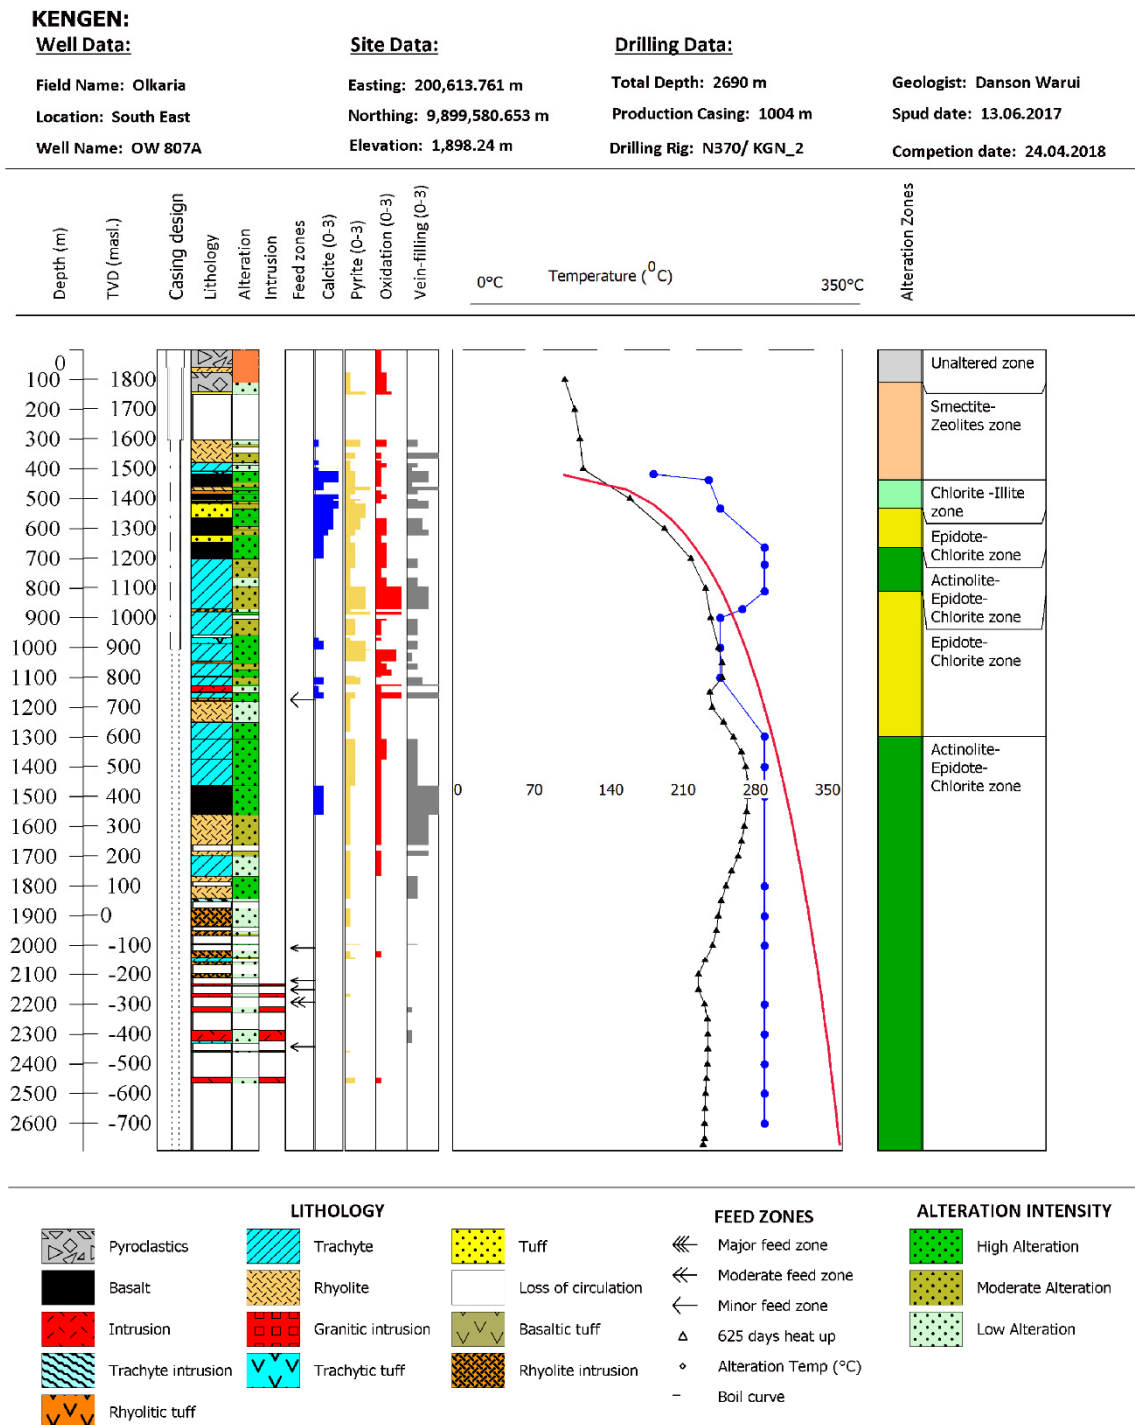 KENGEN:
Well Data: Site Data: Drilling Data:
Field Name: Olkaria Easting: 200,613.761 m Total Depth: 2690 m Geologist: Danson Warui
Location: South East Northing: 9,899,580.653 m Production Casing: 1004 m Spud date: 13.06.2017
Well Name: OW 807A Elevation: 1,898.24 m Drilling Rig: N370/ KGN_2 Competion date: 24.04.2018
Depth (m) TVD (masl.) Casing design Lithology Alteration Intrusion Feed zones Calcite (0-3) Pyrite (0-3) Oxidation (0-3) Vein-filling (0-3) 0°C Temperature (⁰C) 350°C Alteration Zones
0 Unaltered zone
100 1800
200 1700 Smectite-
Zeolites zone
300 1600
400 1500
500 1400 Chlorite -Illite
zone
600 1300 Epidote-
Chlorite zone
700 1200
800 1100 Actinolite-
Epidote-
900 1000 Chlorite zone
1000 900 Epidote-
Chlorite zone
1100 800
1200 700
1300 600 Actinolite-
Epidote-
1400 500 Chlorite zone
1500 400 0 70 140 210 280 350
1600 300
1700 200
1800 100
1900 0
2000 -100
2100 -200
2200 -300
2300 -400
2400 -500
2500 -600
2600 -700
LITHOLOGY FEED ZONES ALTERATION INTENSITY
Pyroclastics Trachyte Tuff Major feed zone High Alteration
Basalt Rhyolite Loss of circulation Moderate feed zone Moderate Alteration
Intrusion Granitic intrusion Basaltic tuff Minor feed zone Low Alteration
625 days heat up
Trachyte intrusion Trachytic tuff Rhyolite intrusion Alteration Temp (°C)
Boil curve
Rhyolitic tuff